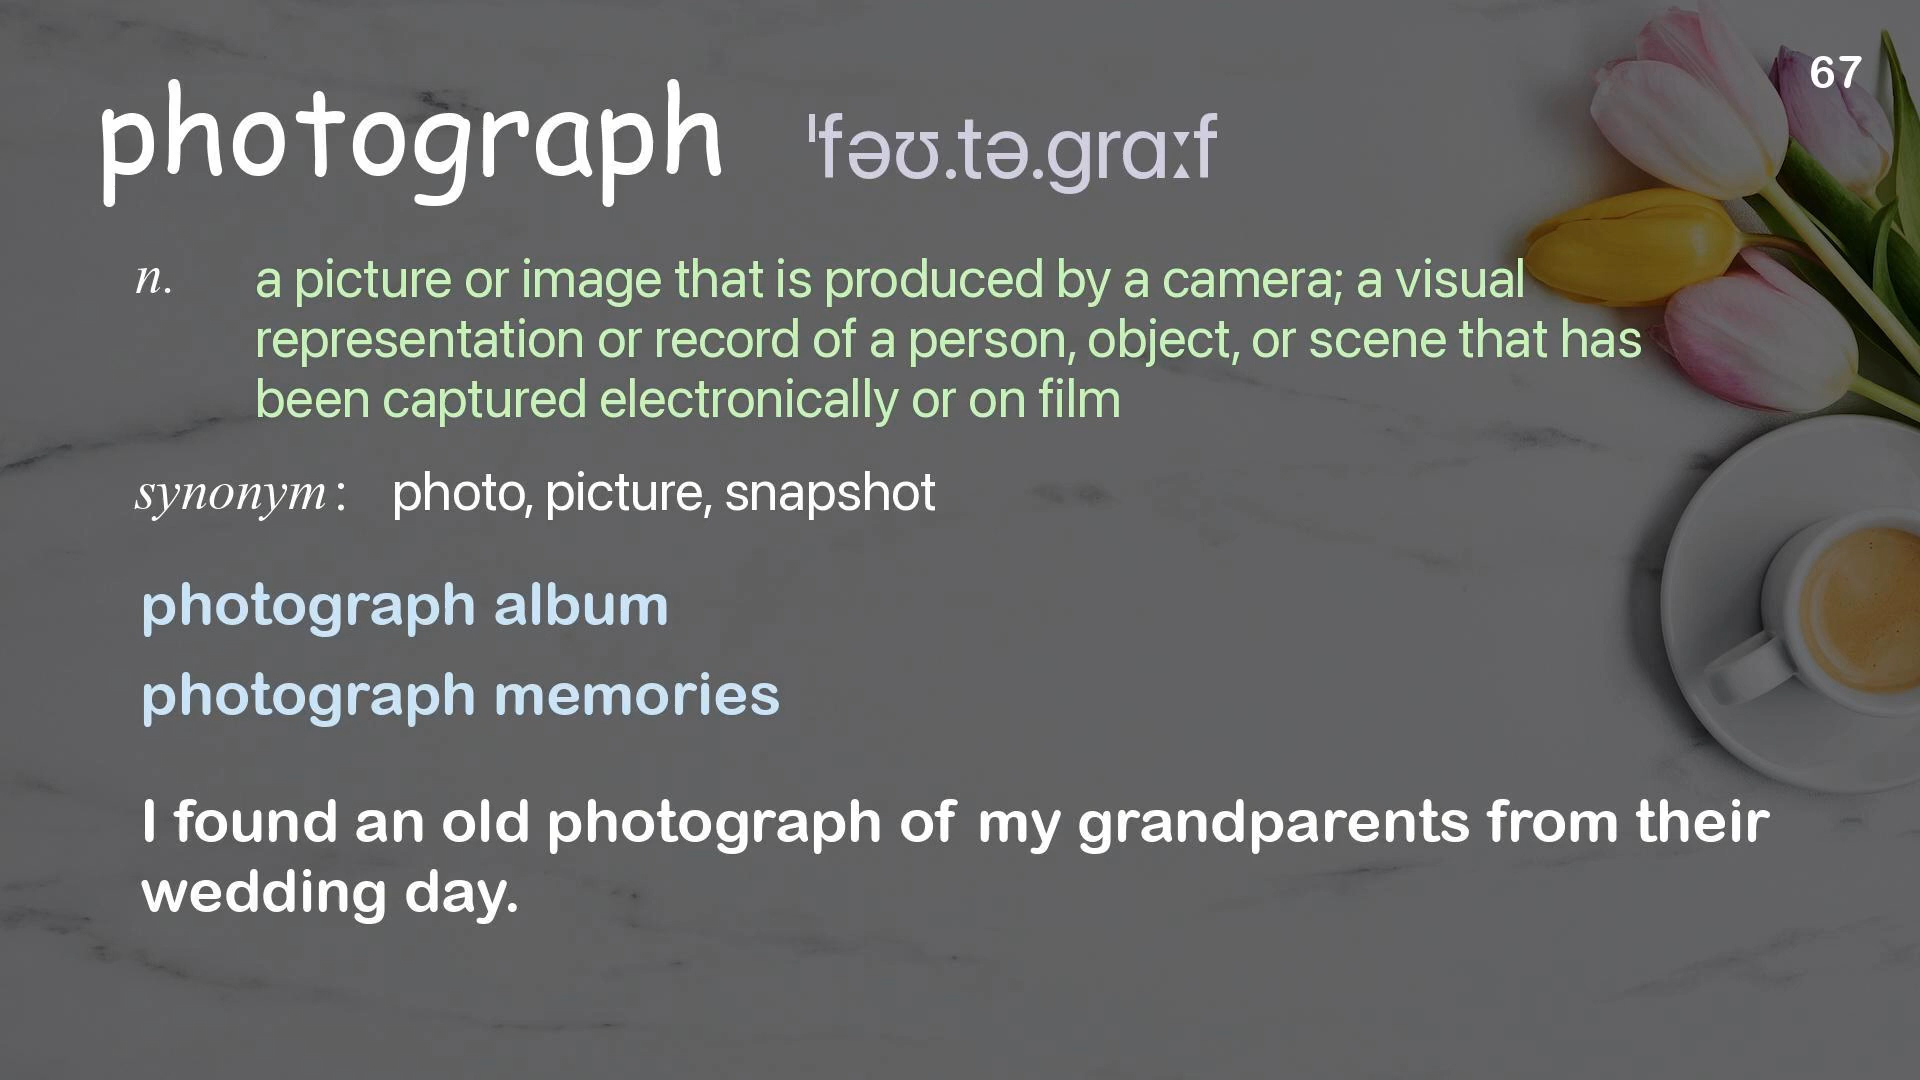 67
photograph ˈfəʊ.tə.grɑːf
n. a picture or image that is produced by a camera; a visual
representation or record of a person, object, or scene that has
been captured electronically or on film
synonym: photo, picture, snapshot
photograph album
photograph memories
I found an old photograph of my grandparents from their
wedding day.